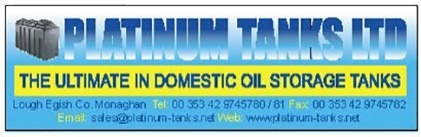 PLATINUM TANKS LTD
THE ULTIMATE IN DOMESTIC OIL STORAGE TANKS
Lough Egish Co. Monaghan Tel: 00 353 42 9745780 / 81 Fax: 00 353 42 9745782
Email: sales@platinum-tanks.net Web: www.platinum-tanks.net